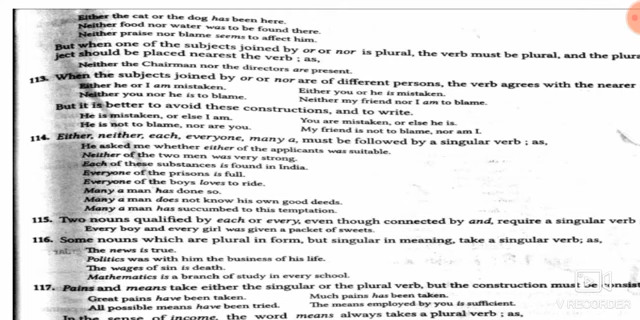 Either the cat or the dog has been here.
Neither food nor water was to be found there.
Neither praise nor blame seems to affect him.
But when one of the subjects joined by or or nor is plural, the verb must be plural, and the plura
ject should be placed nearest the verb ; as,
Neither the Chairman nor the directors are present.
113. When the subjects joined by or or nor are of different persons, the verb agrees with the nearer
Either he or I am mistaken. Either you or he is mistaken.
Neither you nor he is to blame. Neither my friend nor I am to blame.
But it is better to avoid these constructions, and to write.
He is mistaken, or else I am. You are mistaken, or else he is.
He is not to blame, nor are you. My friend is not to blame, nor am I.
114. Either, neither, each, everyone, many a, must be followed by a singular verb ; as,
He asked me whether either of the applicants was suitable.
Neither of the two men was very strong.
Each of these substances is found in India.
Everyone of the prisons is full.
Everyone of the boys loves to ride.
Many a man has done so.
Many a man does not know his own good deeds.
Many a man has succumbed to this temptation.
115. Two nouns qualified by each or every, even though connected by and, require a singular verb
Every boy and every girl was given a packet of sweets.
116. Some nouns which are plural in form, but singular in meaning, take a singular verb; as,
The news is true.
Politics was with him the business of his life.
The wages of sin is death.
Mathematics is a branch of study in every school.
117. Pains and means take either the singular or the plural verb, but the construction must be consist
Great pains have been taken. Much pains has been taken.
All possible means have been tried. The means employed by you is sufficient.
In the sense of income, the word means always takes a plural verb ; as,
V RECORDER